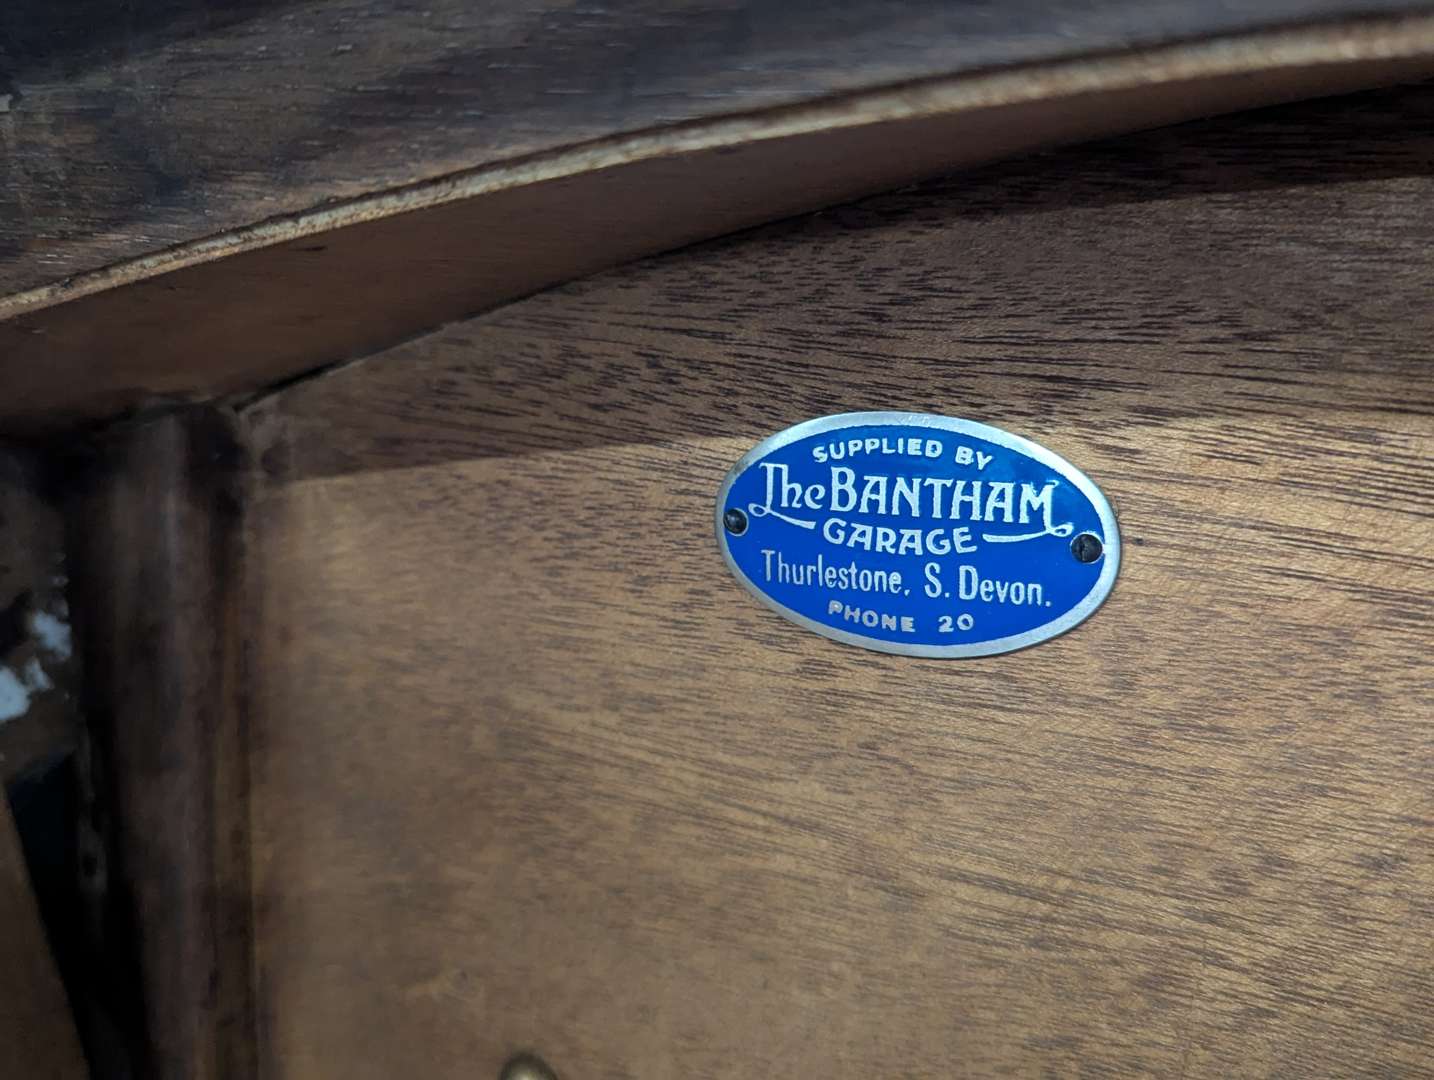 SUPPLIED BY
The BANTHAM
GARAGE
Thurlestone, S. Devon.
PHONE 20